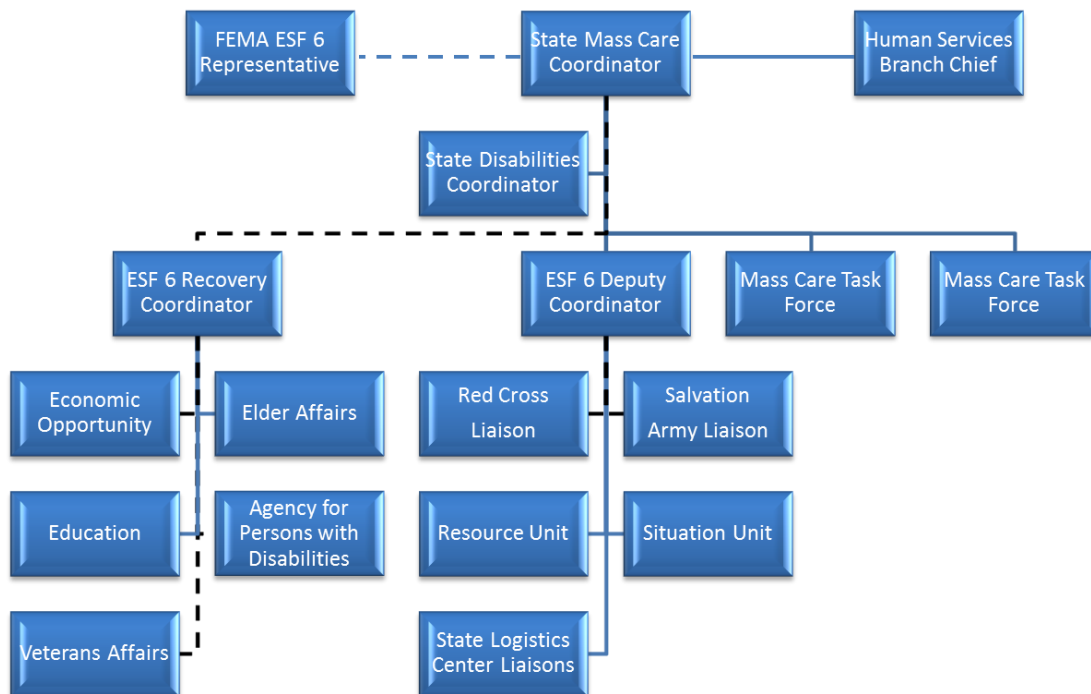 FEMA ESF 6
Representative
State Mass Care
Coordinator
Human Services
Branch Chief
State Disabilities
Coordinator
ESF 6 Recovery
Coordinator
ESF 6 Deputy
Coordinator
Mass Care Task
Force
Mass Care Task
Force
Economic
Opportunity
Elder Affairs
Red Cross
Liaison
Salvation
Army Liaison
Education
Agency for
Persons with
Disabilities
Resource Unit
Situation Unit
Veterans Affairs
State Logistics
Center Liaisons